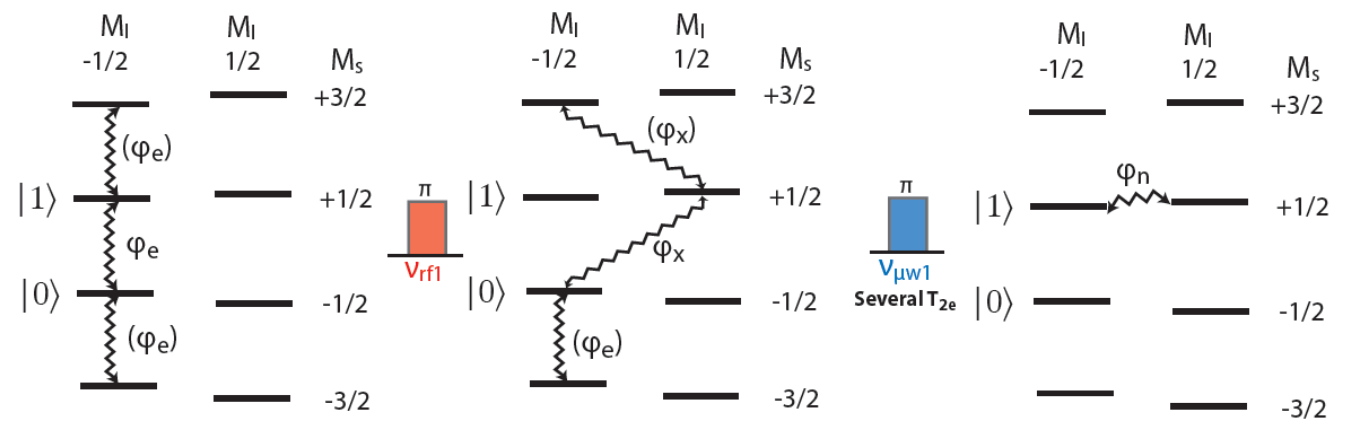 M_I M_I
-1/2 1/2 M_s
+3/2
(φ_e)
|1⟩ +1/2
φ_e
|0⟩ -1/2
(φ_e)
-3/2
π
ν_rf1
M_I M_I
-1/2 1/2 M_s
+3/2
(φ_x)
|1⟩ +1/2
φ_x
|0⟩ -1/2
(φ_e)
-3/2
π
ν_μw1
Several T_2e
M_I M_I
-1/2 1/2 M_s
+3/2
φ_n
|1⟩ +1/2
|0⟩ -1/2
-3/2